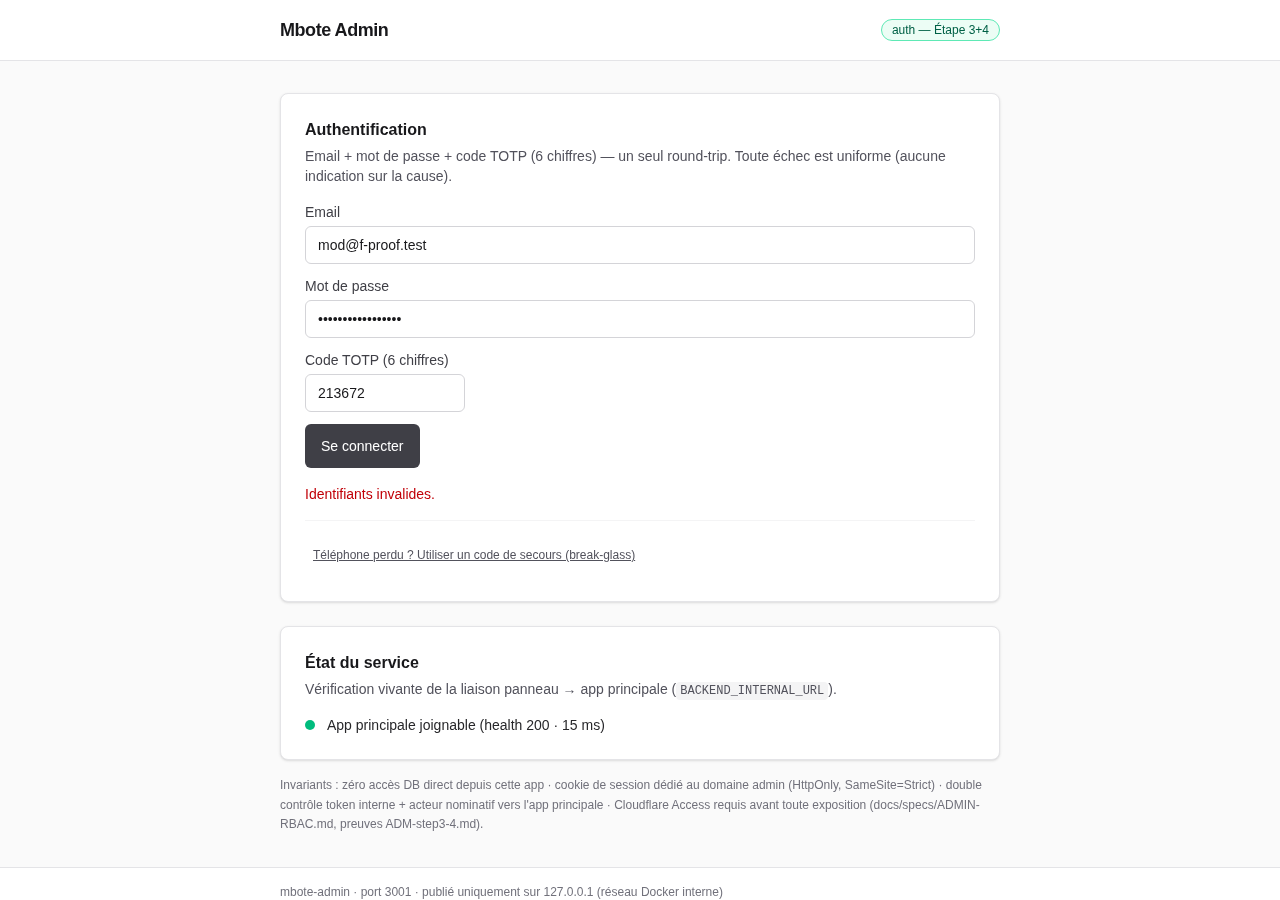 Mbote Admin
auth — Étape 3+4
Authentification
Email + mot de passe + code TOTP (6 chiffres) — un seul round-trip. Toute échec est uniforme (aucune
indication sur la cause).
Email
mod@f-proof.test
Mot de passe
•••••••••••••••••
Code TOTP (6 chiffres)
213672
Se connecter
Identifiants invalides.
Téléphone perdu ? Utiliser un code de secours (break-glass)
État du service
Vérification vivante de la liaison panneau → app principale ( BACKEND_INTERNAL_URL ).
App principale joignable (health 200 · 15 ms)
Invariants : zéro accès DB direct depuis cette app · cookie de session dédié au domaine admin (HttpOnly, SameSite=Strict) · double
contrôle token interne + acteur nominatif vers l'app principale · Cloudflare Access requis avant toute exposition (docs/specs/ADMIN-
RBAC.md, preuves ADM-step3-4.md).
mbote-admin · port 3001 · publié uniquement sur 127.0.0.1 (réseau Docker interne)